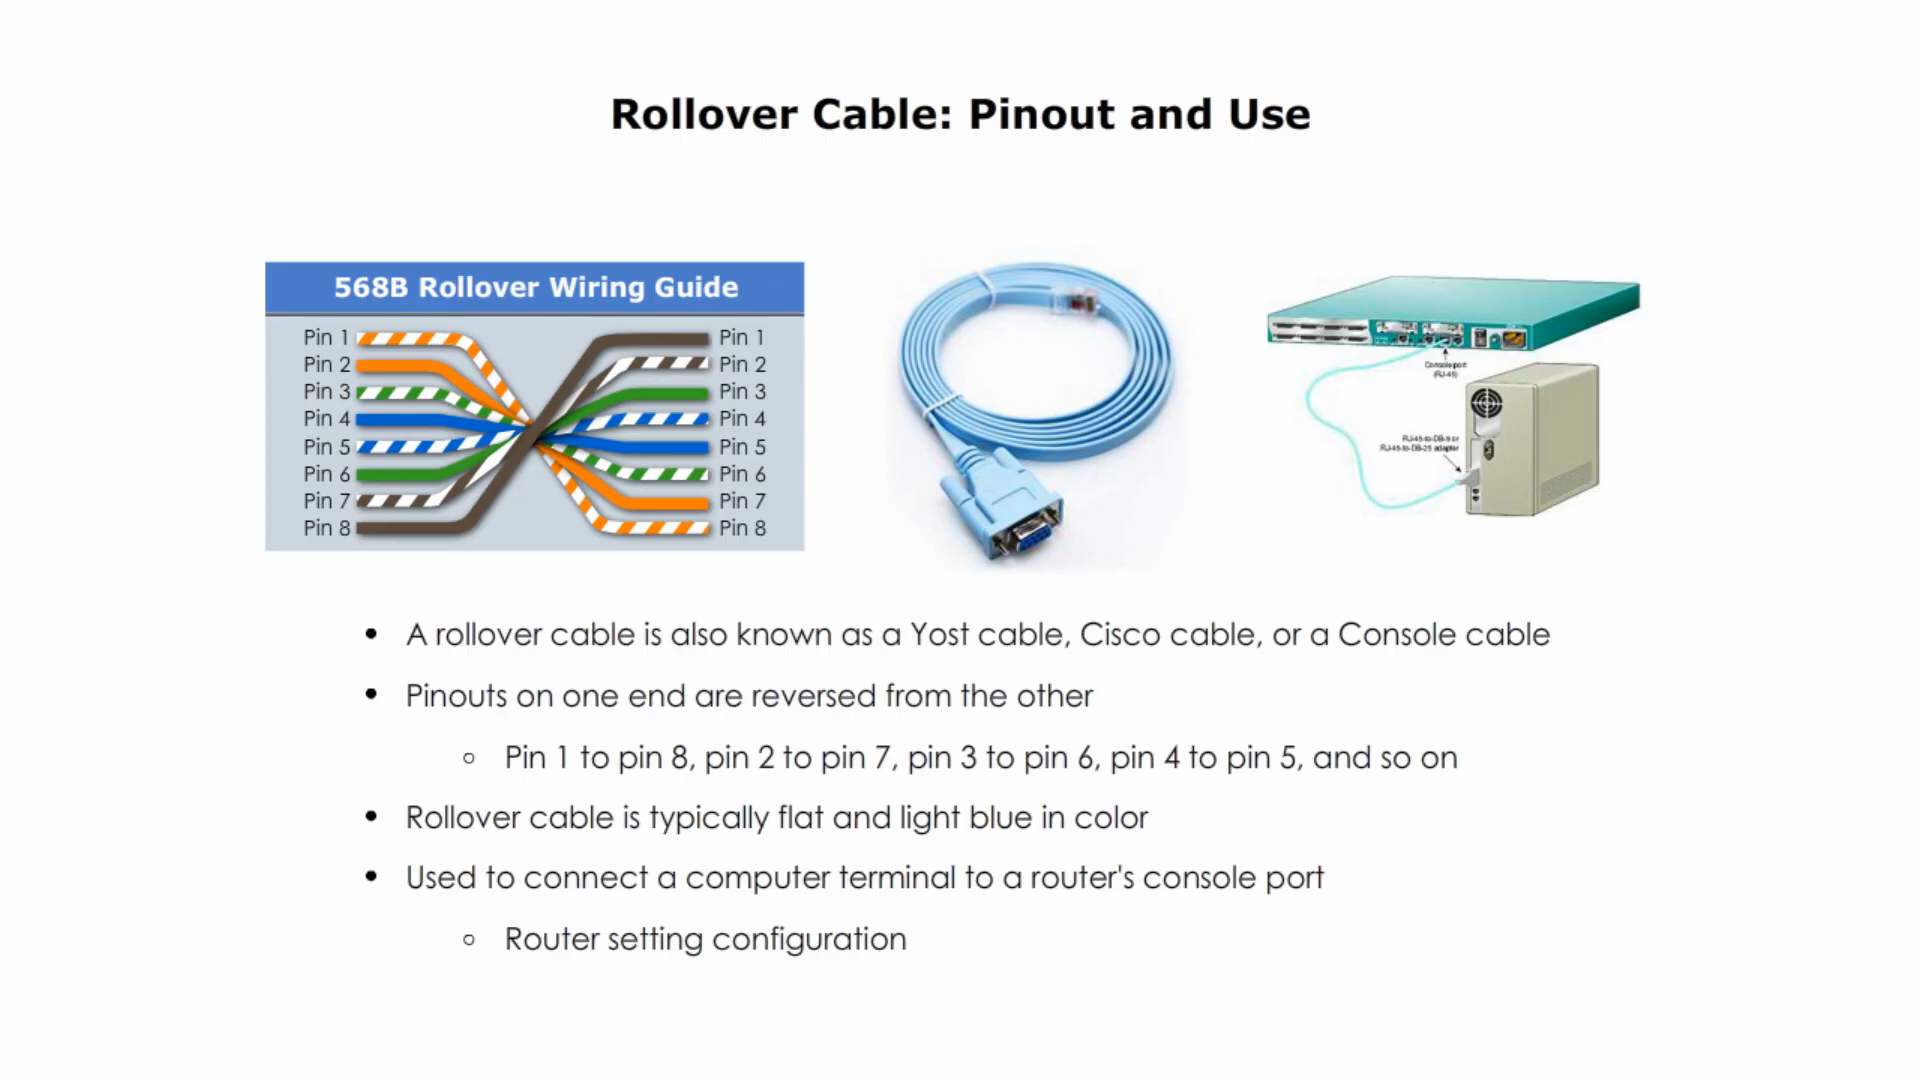 Rollover Cable: Pinout and Use
568B Rollover Wiring Guide
Pin 1 Pin 1
Pin 2 Pin 2
Pin 3 Pin 3
Pin 4 Pin 4
Pin 5 Pin 5
Pin 6 Pin 6
Pin 7 Pin 7
Pin 8 Pin 8
Console port
(RJ-45)
RJ-45-to-DB-9 or
RJ-45-to-DB-25 adapter
• A rollover cable is also known as a Yost cable, Cisco cable, or a Console cable
• Pinouts on one end are reversed from the other
○ Pin 1 to pin 8, pin 2 to pin 7, pin 3 to pin 6, pin 4 to pin 5, and so on
• Rollover cable is typically flat and light blue in color
• Used to connect a computer terminal to a router's console port
○ Router setting configuration